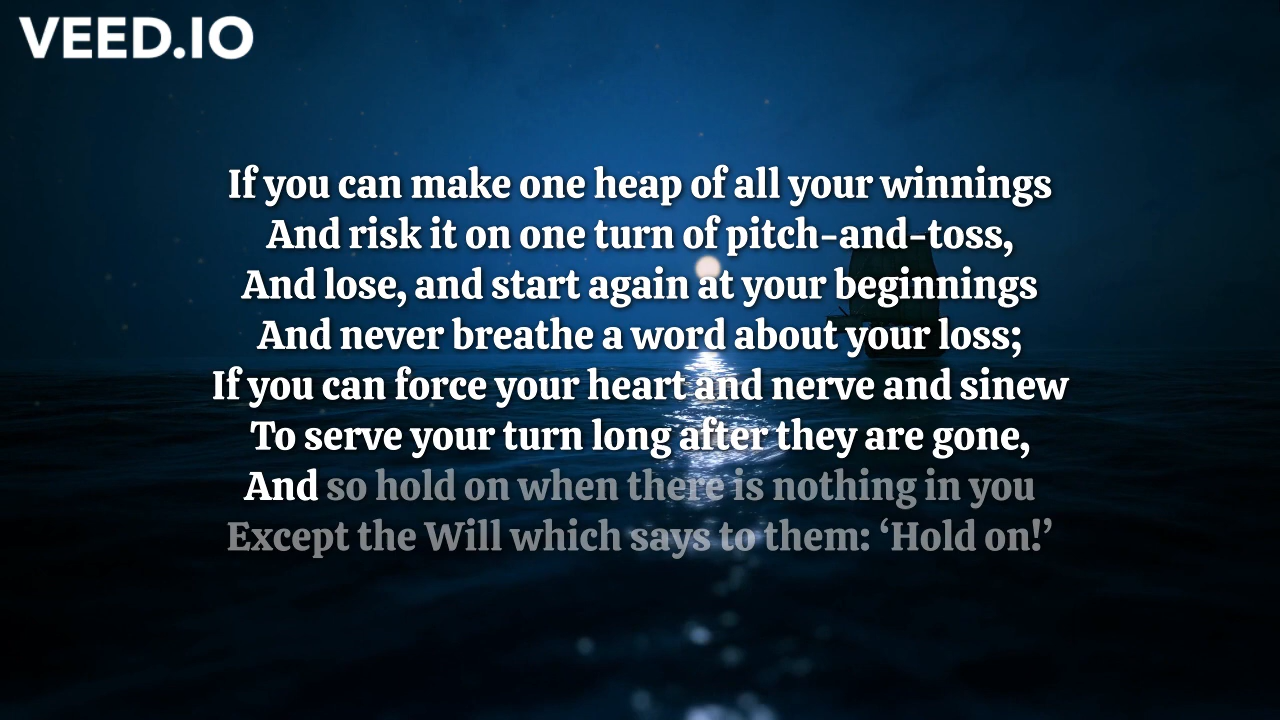 VEED.IO
If you can make one heap of all your winnings
And risk it on one turn of pitch-and-toss,
And lose, and start again at your beginnings
And never breathe a word about your loss;
If you can force your heart and nerve and sinew
To serve your turn long after they are gone,
And so hold on when there is nothing in you
Except the Will which says to them: ‘Hold on!’